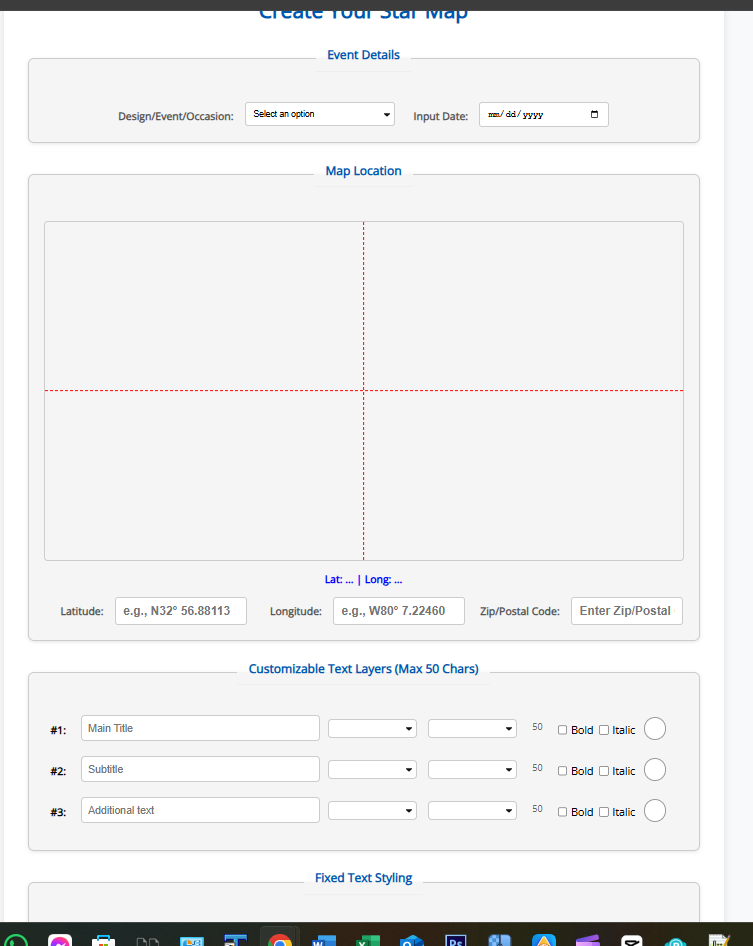 Create Your Star Map
Event Details
Design/Event/Occasion: Select an option Input Date: mm/dd/yyyy
Map Location
Lat: ... | Long: ...
Latitude: e.g., N32° 56.88113 Longitude: e.g., W80° 7.22460 Zip/Postal Code: Enter Zip/Postal
Customizable Text Layers (Max 50 Chars)
#1: Main Title 50 Bold Italic
#2: Subtitle 50 Bold Italic
#3: Additional text 50 Bold Italic
Fixed Text Styling
Ps